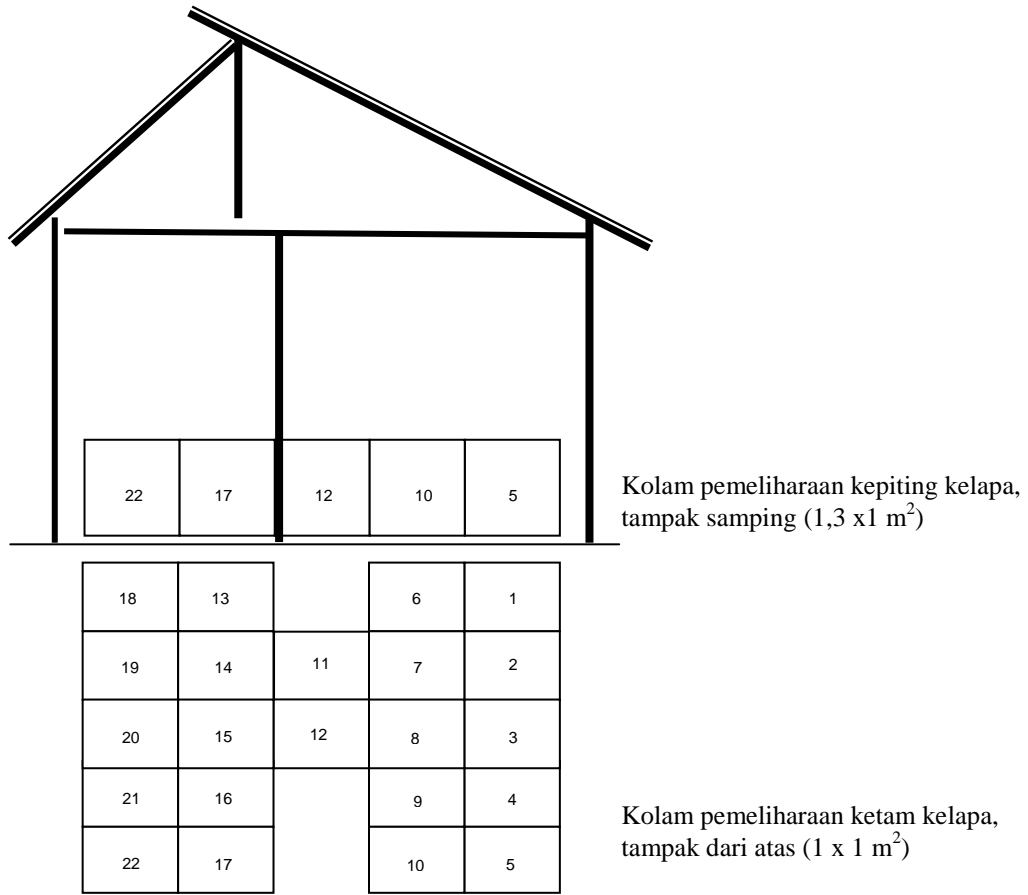 22 17 12 10 5
Kolam pemeliharaan kepiting kelapa,
tampak samping (1,3 x1 m²)
18 13 6 1
19 14 11 7 2
20 15 12 8 3
21 16 9 4
22 17 10 5
Kolam pemeliharaan ketam kelapa,
tampak dari atas (1 x 1 m²)